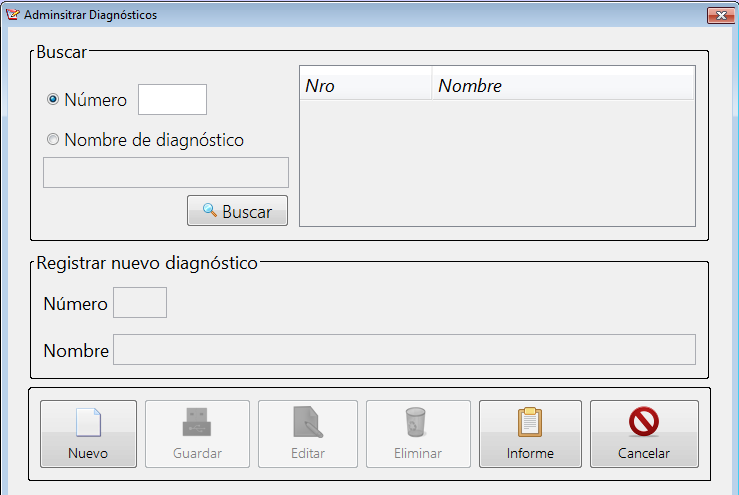 Adminsitrar Diagnósticos
Buscar
Número
Nombre de diagnóstico
Buscar
Nro Nombre
Registrar nuevo diagnóstico
Número
Nombre
Nuevo Guardar Editar Eliminar Informe Cancelar